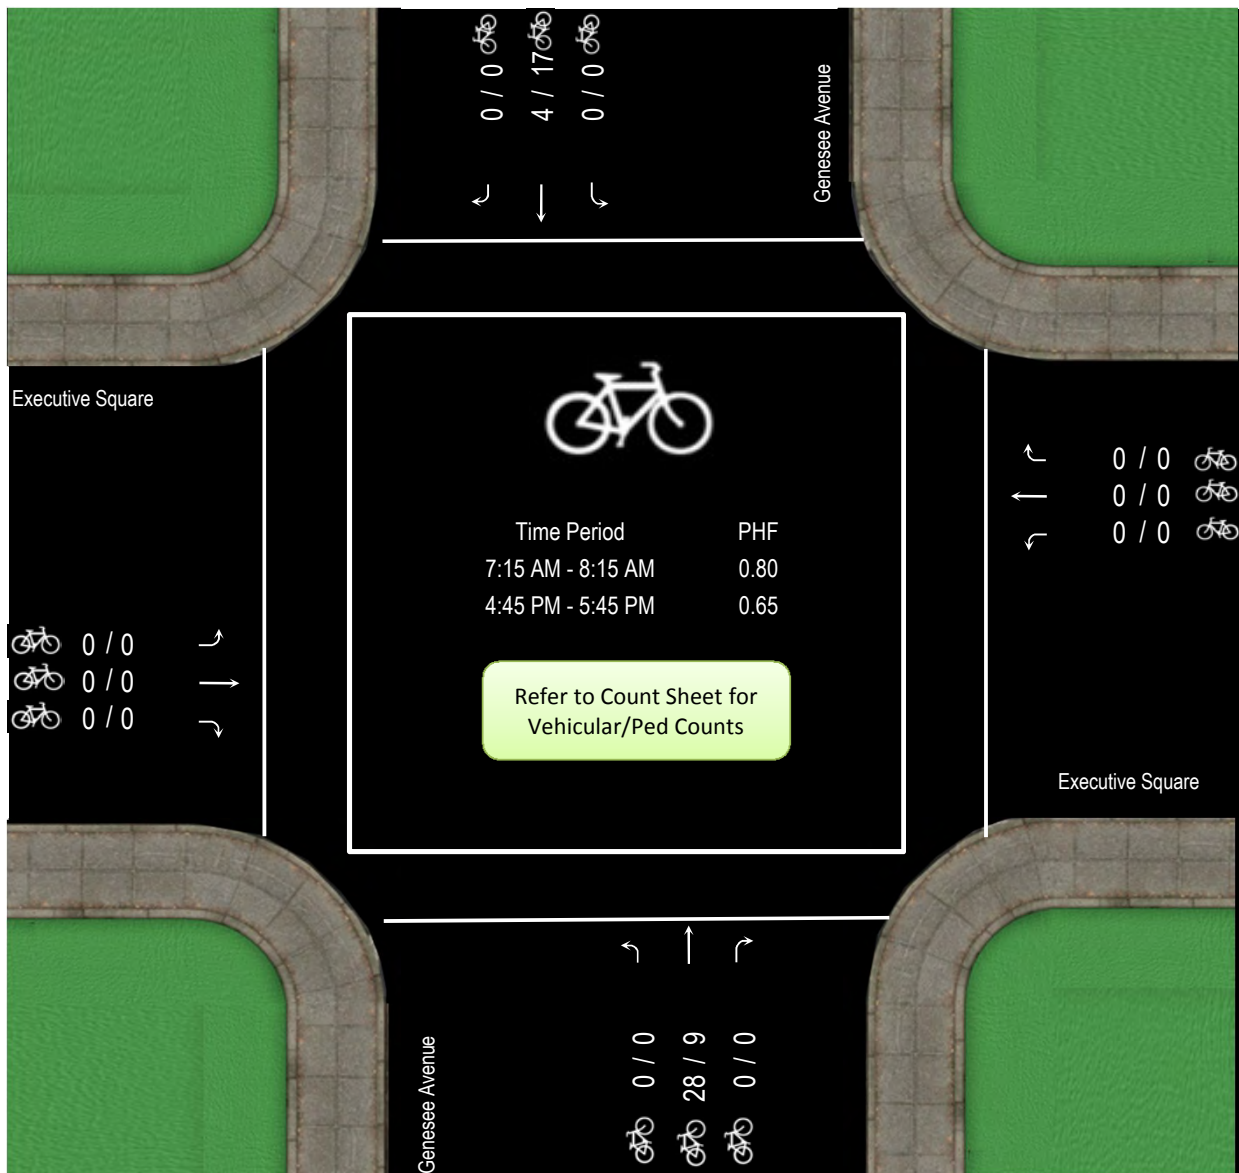 0 / 0
4 / 17
0 / 0
Genesee Avenue
Executive Square
0 / 0
0 / 0
0 / 0
Time Period PHF
7:15 AM - 8:15 AM 0.80
4:45 PM - 5:45 PM 0.65
0 / 0
0 / 0
0 / 0
Refer to Count Sheet for
Vehicular/Ped Counts
Executive Square
Genesee Avenue
0 / 0
28 / 9
0 / 0